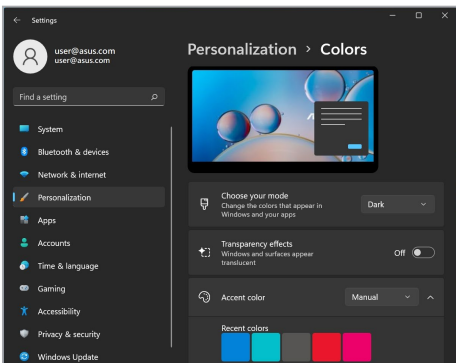 Settings
user@asus.com
user@asus.com
Find a setting
System
Bluetooth & devices
Network & internet
Personalization
Apps
Accounts
Time & language
Gaming
Accessibility
Privacy & security
Windows Update
Personalization > Colors
Choose your mode
Change the colors that appear in
Windows and your apps
Dark
Transparency effects
Windows and surfaces appear
translucent
Off
Accent color
Manual
Recent colors